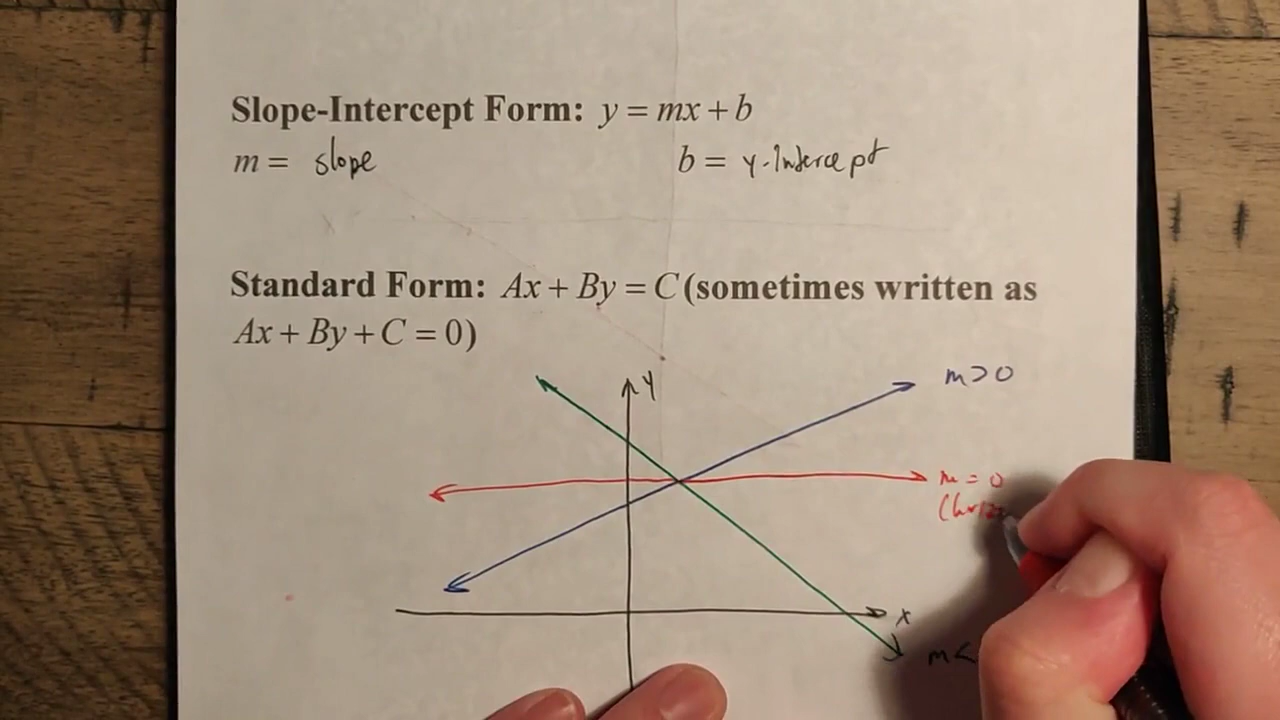 Slope-Intercept Form: y = mx + b
m = slope
b = y-Intercept
Standard Form: Ax + By = C (sometimes written as
Ax + By + C = 0)
y
m > 0
m = 0
x
m <